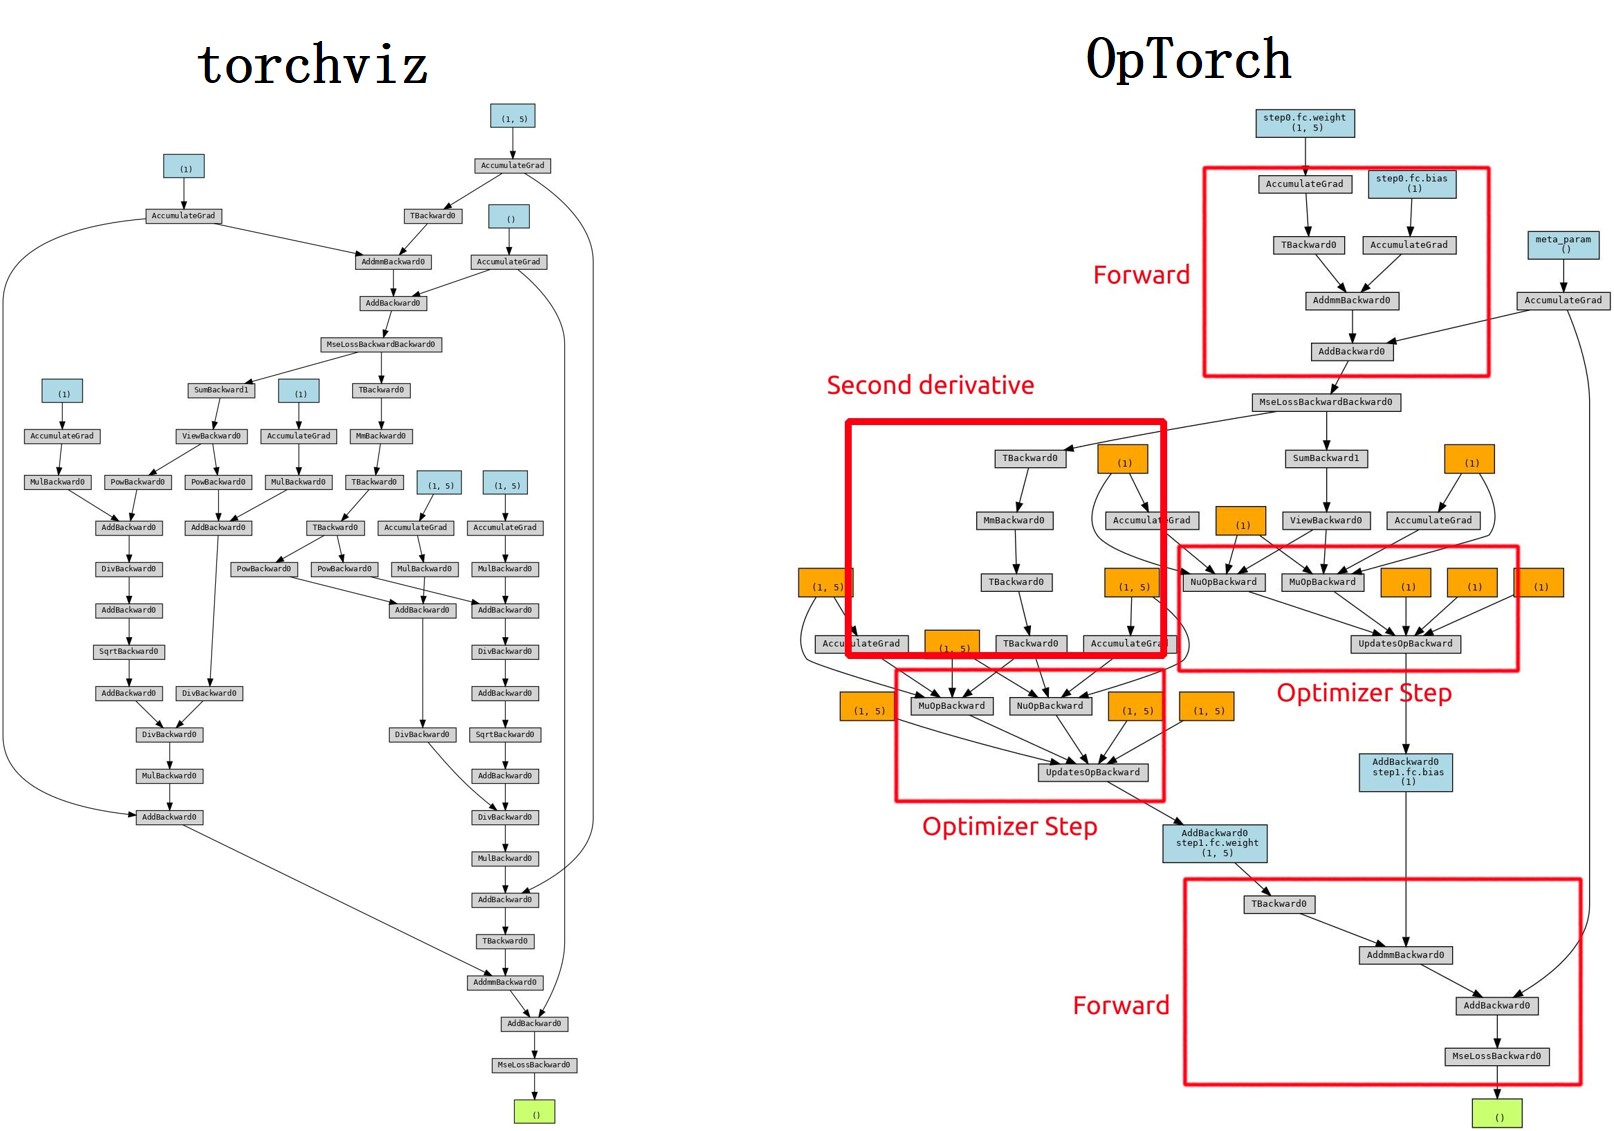 torchviz
(1, 5)
(1)
AccumulateGrad
AccumulateGrad
TBackward0
()
AddmmBackward0
AccumulateGrad
AddBackward0
MseLossBackwardBackward0
(1)
SumBackward1
(1)
TBackward0
AccumulateGrad
ViewBackward0
AccumulateGrad
MmBackward0
MulBackward0
PowBackward0
PowBackward0
MulBackward0
TBackward0
(1, 5)
(1, 5)
AddBackward0
AddBackward0
TBackward0
AccumulateGrad
AccumulateGrad
DivBackward0
PowBackward0
PowBackward0
MulBackward0
MulBackward0
AddBackward0
AddBackward0
AddBackward0
SqrtBackward0
DivBackward0
AddBackward0
DivBackward0
AddBackward0
DivBackward0
DivBackward0
SqrtBackward0
MulBackward0
AddBackward0
AddBackward0
DivBackward0
MulBackward0
AddBackward0
TBackward0
AddmmBackward0
AddBackward0
MseLossBackward0
()
OpTorch
step0.fc.weight
(1, 5)
AccumulateGrad
step0.fc.bias
(1)
TBackward0
AccumulateGrad
meta_param
()
Forward
AddmmBackward0
AccumulateGrad
AddBackward0
Second derivative
MseLossBackwardBackward0
TBackward0
(1)
SumBackward1
(1)
MmBackward0
AccumulateGrad
(1)
ViewBackward0
AccumulateGrad
(1, 5)
TBackward0
(1, 5)
NuOpBackward
MuOpBackward
(1)
(1)
(1)
AccumulateGrad
(1, 5)
TBackward0
AccumulateGrad
UpdatesOpBackward
Optimizer Step
(1, 5)
MuOpBackward
NuOpBackward
(1, 5)
(1, 5)
UpdatesOpBackward
AddBackward0
step1.fc.bias
(1)
Optimizer Step
AddBackward0
step1.fc.weight
(1, 5)
TBackward0
AddmmBackward0
Forward
AddBackward0
MseLossBackward0
()